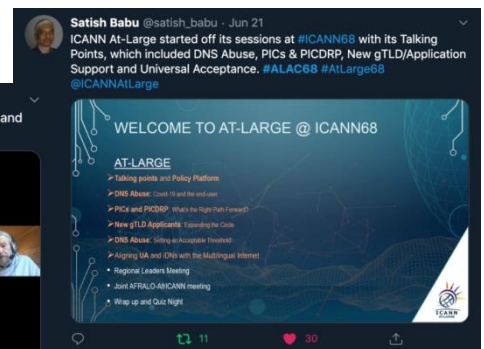 Satish Babu @satish_babu · Jun 21
ICANN At-Large started off its sessions at #ICANN68 with its Talking
Points, which included DNS Abuse, PICs & PICDRP, New gTLD/Application
Support and Universal Acceptance. #ALAC68 #AtLarge68
@ICANNAtLarge
and
WELCOME TO AT-LARGE @ ICANN68
AT-LARGE
➢ Talking points and Policy Platform
➢ DNS Abuse: Covid-19 and the end-user
➢ PICs and PICDRP: What's the Right Path Forward?
➢ New gTLD Applicants: Expanding the Circle
➢ DNS Abuse: Setting an Acceptable Threshold
➢ Aligning UA and IDNs with the Multilingual Internet
• Regional Leaders Meeting
• Joint AFRALO-AfrICANN meeting
• Wrap up and Quiz Night
ICANN
11
30